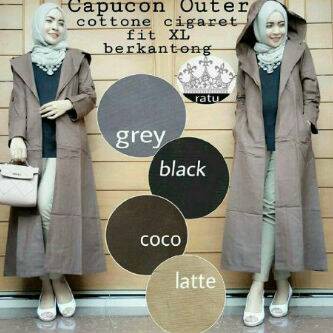 Capucon Outer
cottone cigaret
fit XL
berkantong
ratu
grey
black
coco
latte